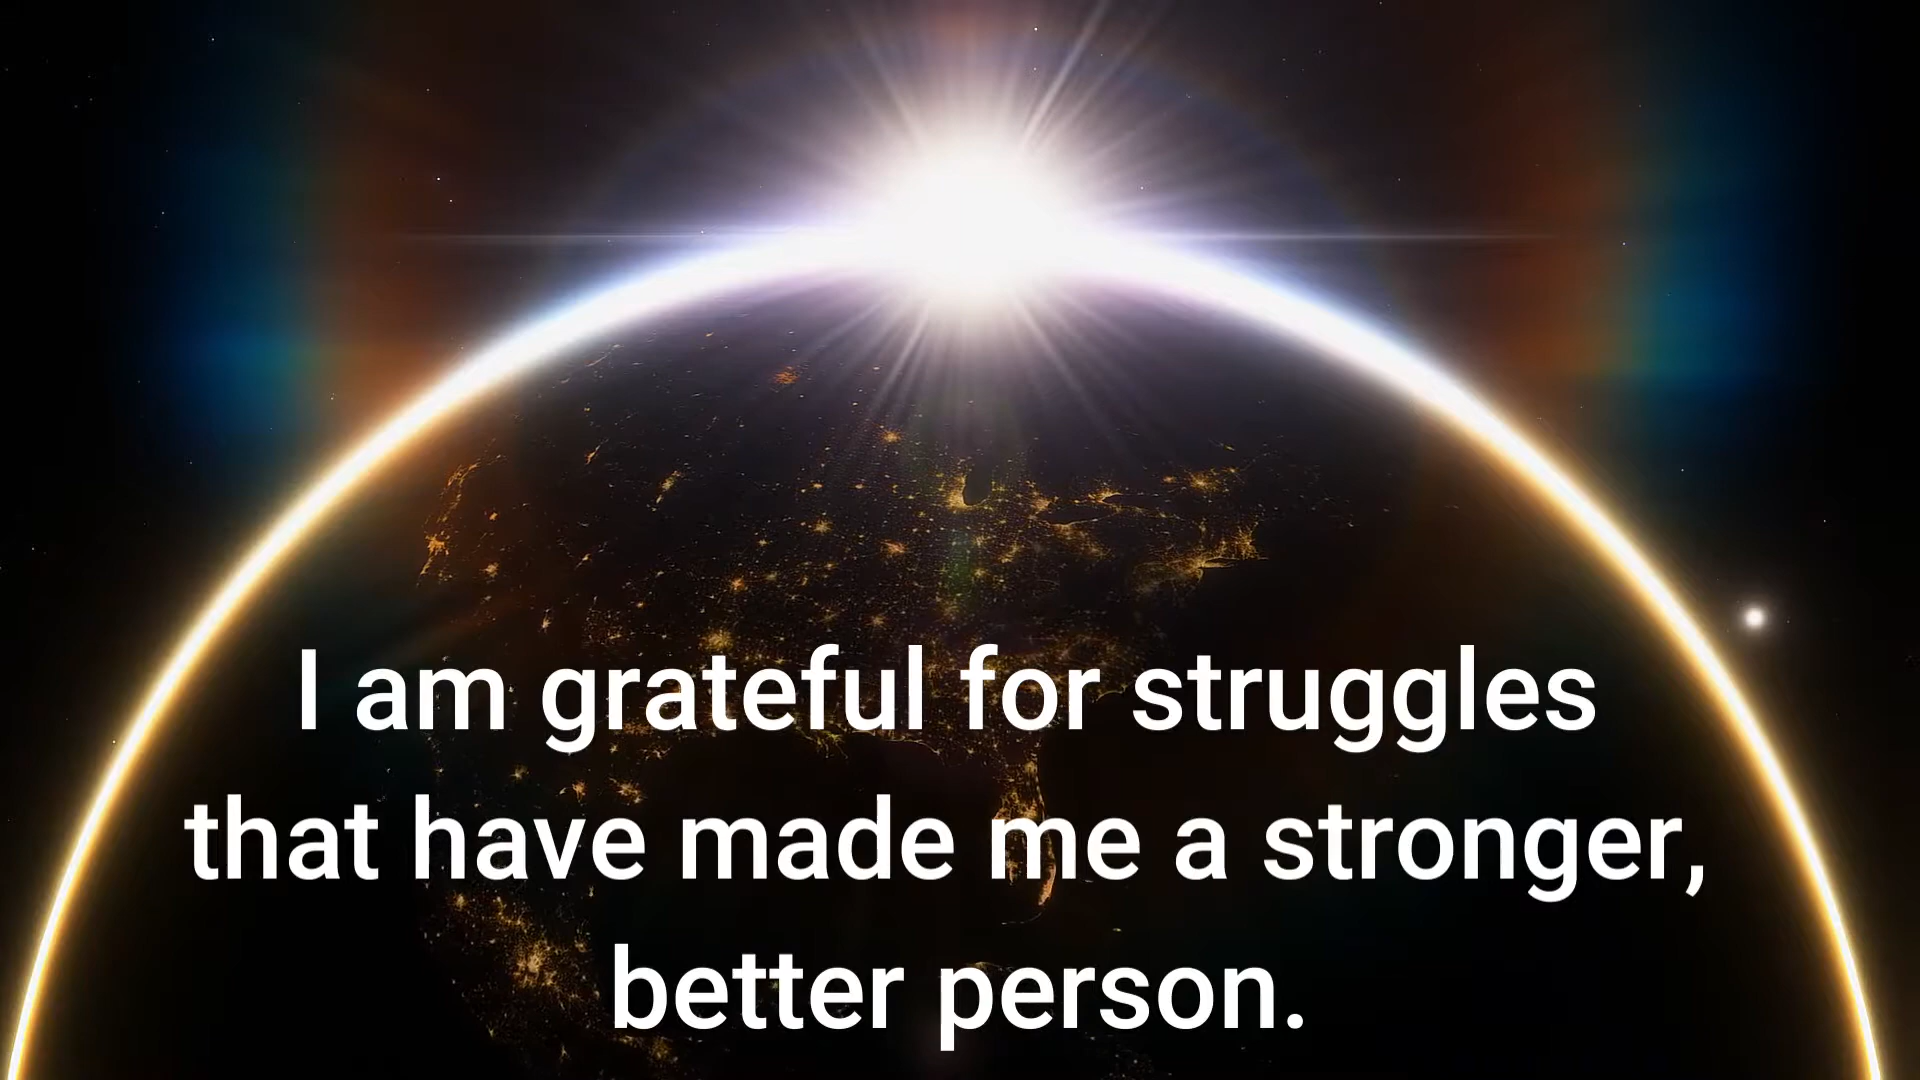 I am grateful for struggles
that have made me a stronger,
better person.